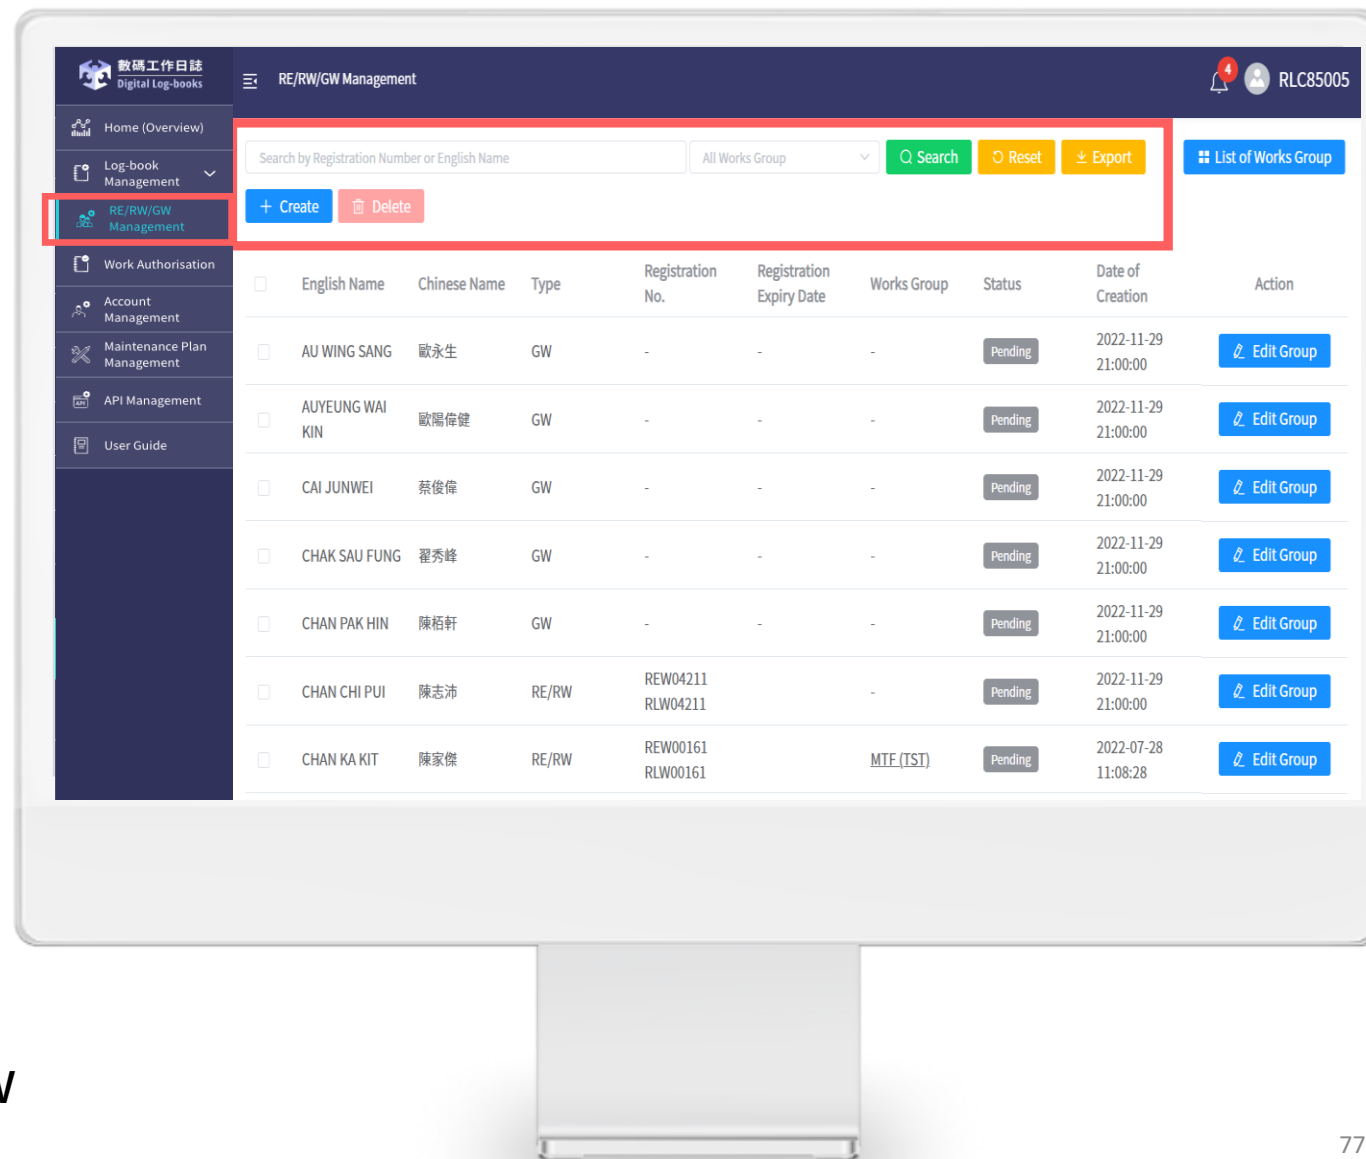 數碼工作日誌
Digital Log-books
RE/RW/GW Management
4
RLC85005
Home (Overview)
Log-book
Management
RE/RW/GW
Management
Work Authorisation
Account
Management
Maintenance Plan
Management
API
API Management
User Guide
Search by Registration Number or English Name
All Works Group
Search
Reset
Export
List of Works Group
+ Create
Delete
English Name Chinese Name Type Registration No. Registration Expiry Date Works Group Status Date of Creation Action
AU WING SANG 歐永生 GW - - - Pending 2022-11-29 21:00:00 Edit Group
AUYEUNG WAI KIN 歐陽偉健 GW - - - Pending 2022-11-29 21:00:00 Edit Group
CAI JUNWEI 蔡俊偉 GW - - - Pending 2022-11-29 21:00:00 Edit Group
CHAK SAU FUNG 翟秀峰 GW - - - Pending 2022-11-29 21:00:00 Edit Group
CHAN PAK HIN 陳栢軒 GW - - - Pending 2022-11-29 21:00:00 Edit Group
CHAN CHI PUI 陳志沛 RE/RW REW04211 RLW04211 - Pending 2022-11-29 21:00:00 Edit Group
CHAN KA KIT 陳家傑 RE/RW REW00161 RLW00161 MTF (TST) Pending 2022-07-28 11:08:28 Edit Group
77